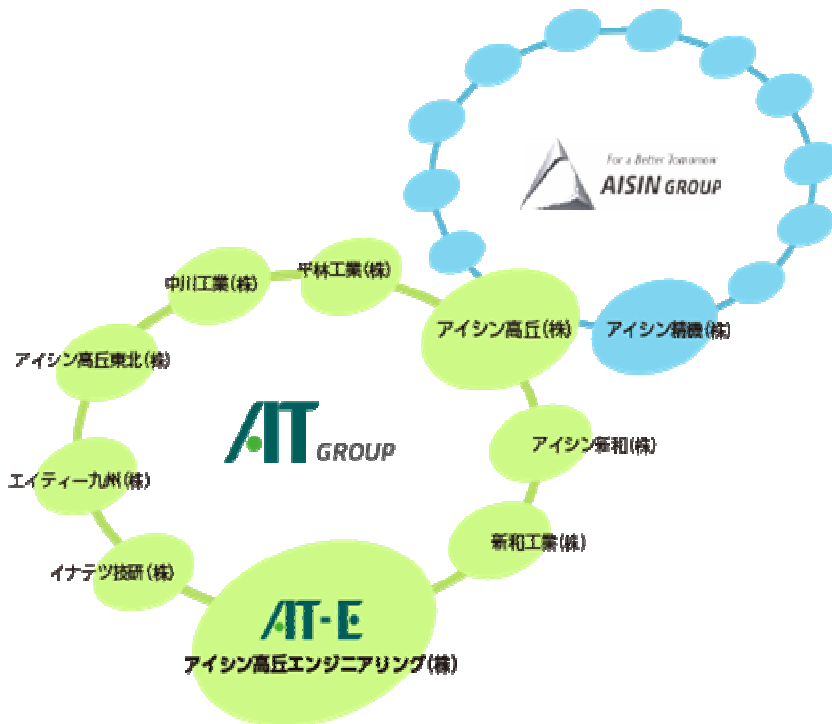 For a Better Tomorrow
AISIN GROUP
平林工業(株)
中川工業(株)
アイシン高丘(株)
アイシン精機(株)
アイシン高丘東北(株)
AT GROUP
アイシン新和(株)
エイティー九州(株)
新和工業(株)
イナテツ技研(株)
AT-E
アイシン高丘エンジニアリング(株)